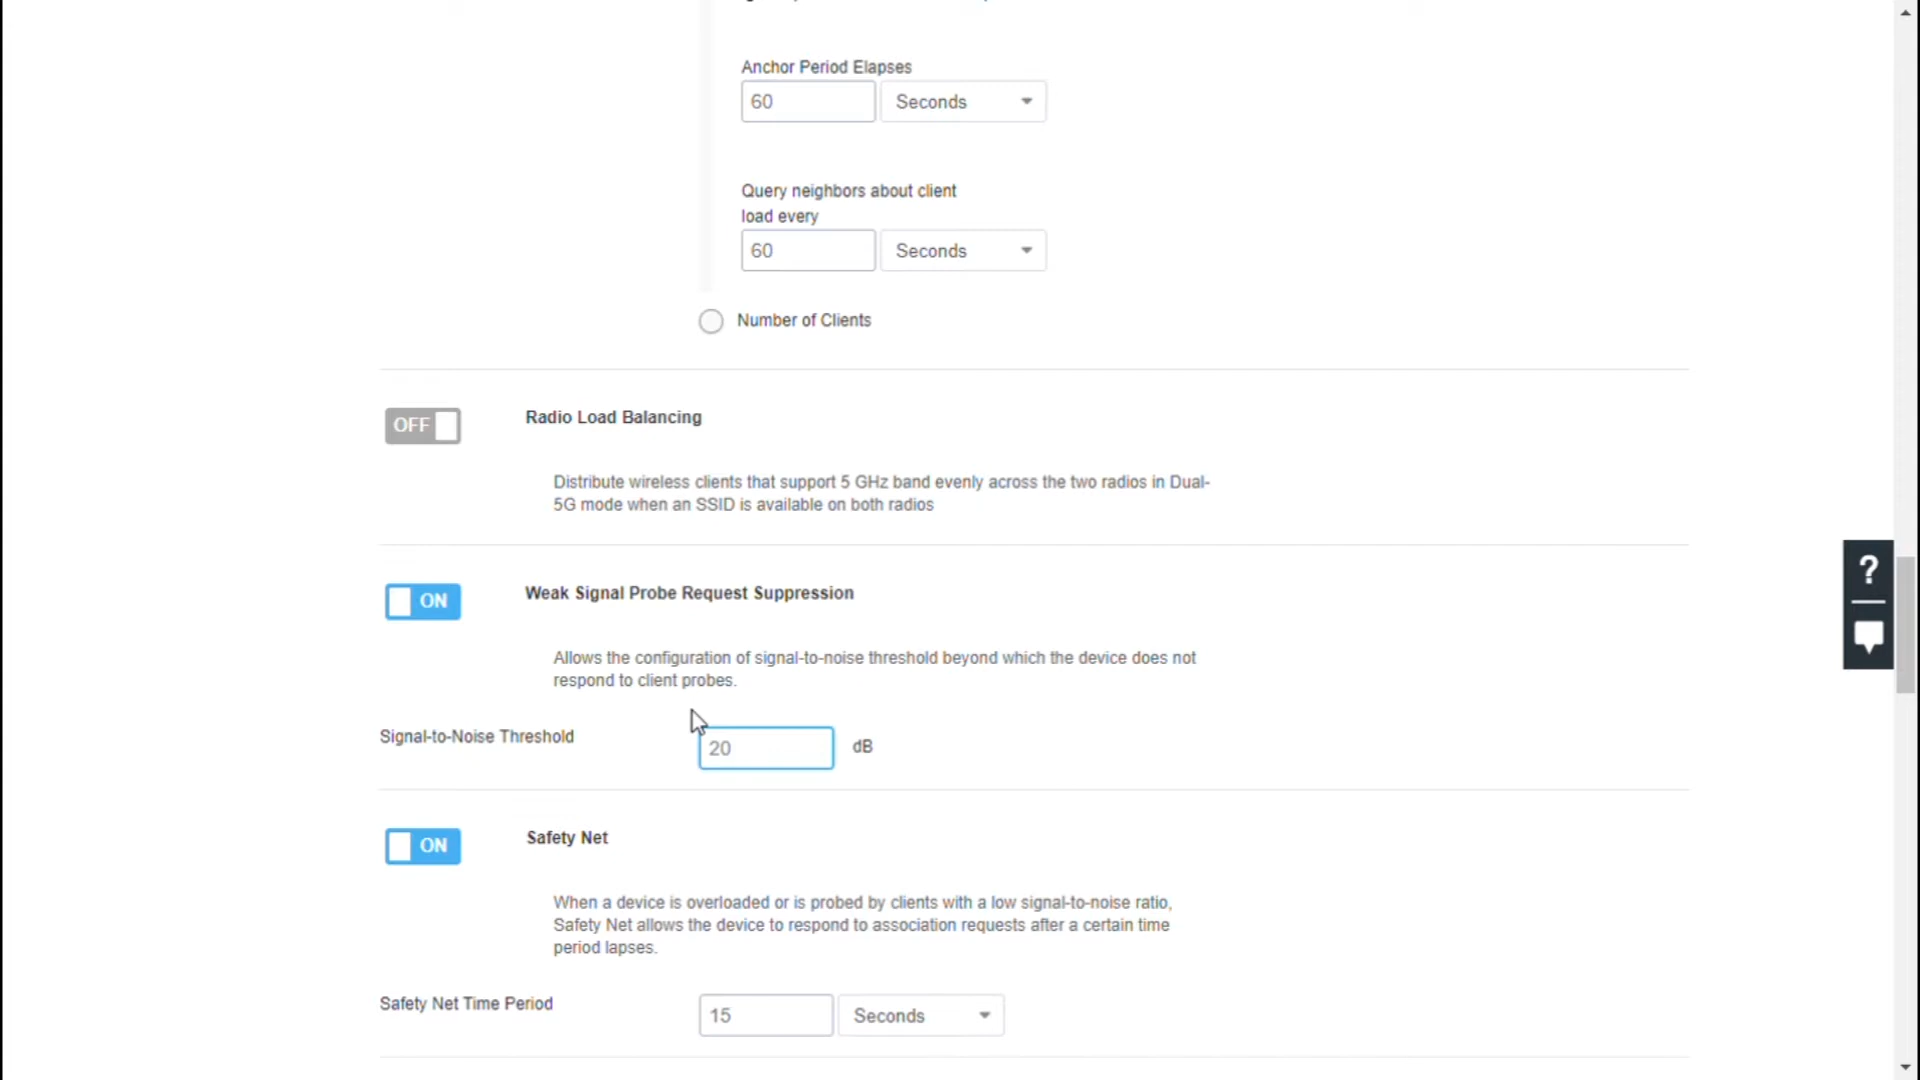 Anchor Period Elapses
60 Seconds
Query neighbors about client
load every
60 Seconds
Number of Clients
OFF Radio Load Balancing
Distribute wireless clients that support 5 GHz band evenly across the two radios in Dual-
5G mode when an SSID is available on both radios
ON Weak Signal Probe Request Suppression
Allows the configuration of signal-to-noise threshold beyond which the device does not
respond to client probes.
Signal-to-Noise Threshold 20 dB
ON Safety Net
When a device is overloaded or is probed by clients with a low signal-to-noise ratio,
Safety Net allows the device to respond to association requests after a certain time
period lapses.
Safety Net Time Period 15 Seconds
?